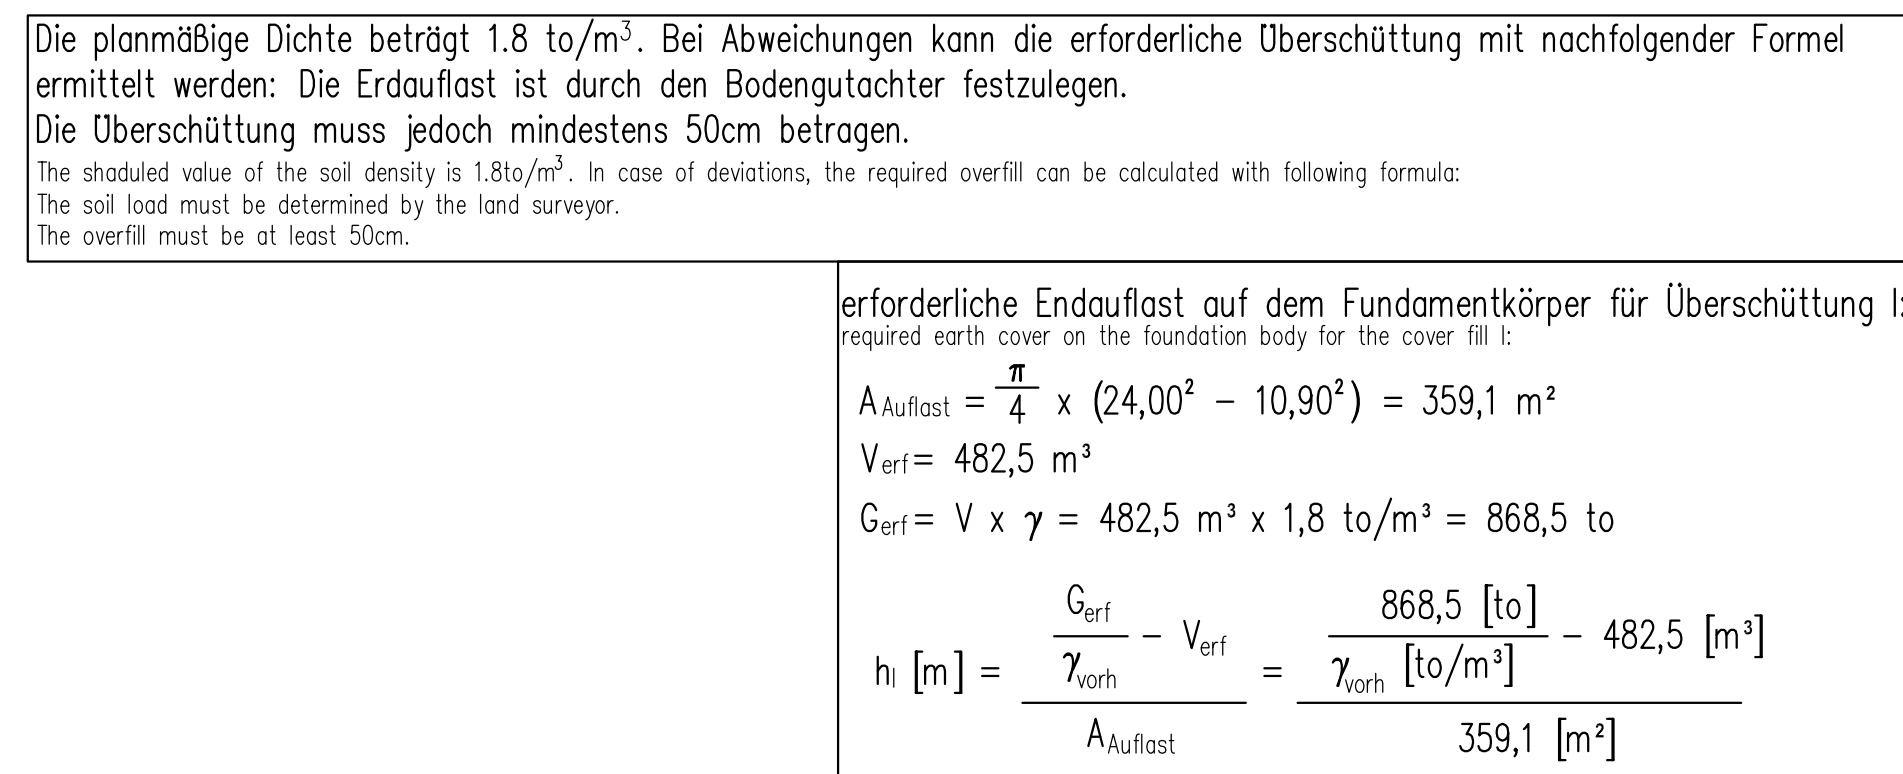 Die planmäßige Dichte beträgt 1.8 to/m³. Bei Abweichungen kann die erforderliche Überschüttung mit nachfolgender Formel
ermittelt werden: Die Erdauflast ist durch den Bodengutachter festzulegen.
Die Überschüttung muss jedoch mindestens 50cm betragen.
The shaduled value of the soil density is 1.8to/m³. In case of deviations, the required overfill can be calculated with following formula:
The soil load must be determined by the land surveyor.
The overfill must be at least 50cm.
erforderliche Endauflast auf dem Fundamentkörper für Überschüttung I:
required earth cover on the foundation body for the cover fill I:
A Auflast = π/4 x (24,00² - 10,90²) = 359,1 m²
Verf = 482,5 m³
Gerf = V x γ = 482,5 m³ x 1,8 to/m³ = 868,5 to
Gerf 868,5 [to]
hI [m] = — - Verf = — - 482,5 [m³]
γvorh γvorh [to/m³]
A Auflast 359,1 [m²]